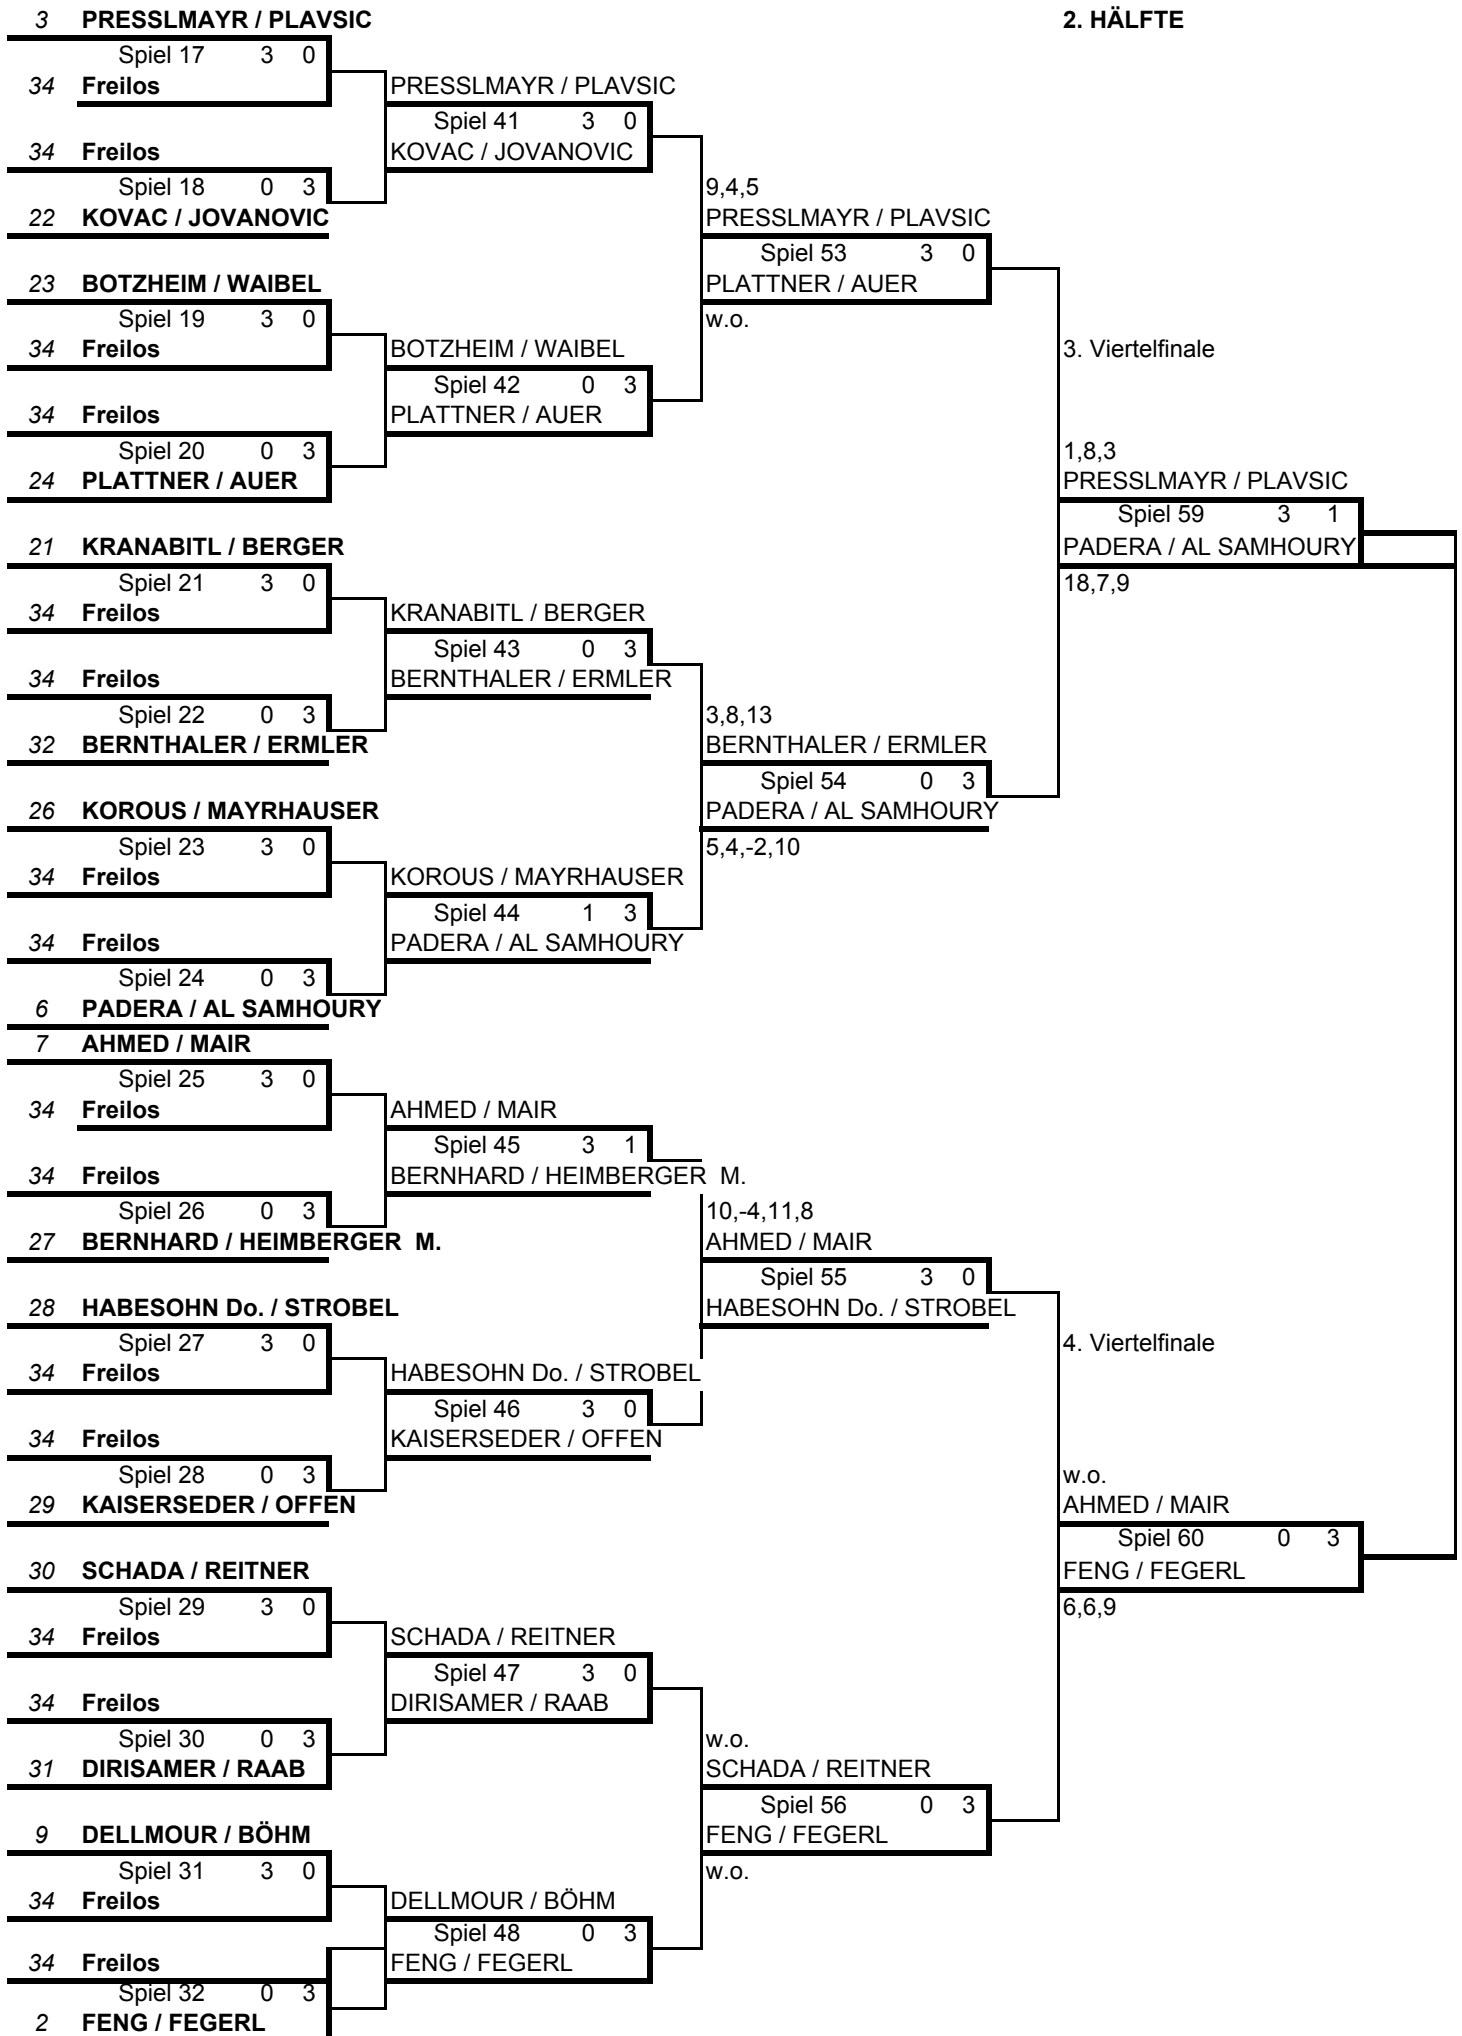 3 PRESSLMAYR / PLAVSIC 2. HÄLFTE
Spiel 17 3 0
34 Freilos PRESSLMAYR / PLAVSIC
Spiel 41 3 0
34 Freilos KOVAC / JOVANOVIC
Spiel 18 0 3 9,4,5
22 KOVAC / JOVANOVIC PRESSLMAYR / PLAVSIC
Spiel 53 3 0
23 BOTZHEIM / WAIBEL PLATTNER / AUER
Spiel 19 3 0 w.o.
34 Freilos BOTZHEIM / WAIBEL 3. Viertelfinale
Spiel 42 0 3
34 Freilos PLATTNER / AUER
Spiel 20 0 3 1,8,3
24 PLATTNER / AUER PRESSLMAYR / PLAVSIC
Spiel 59 3 1
21 KRANABITL / BERGER PADERA / AL SAMHOURY
Spiel 21 3 0 18,7,9
34 Freilos KRANABITL / BERGER
Spiel 43 0 3
34 Freilos BERNTHALER / ERMLER
Spiel 22 0 3 3,8,13
32 BERNTHALER / ERMLER BERNTHALER / ERMLER
Spiel 54 0 3
26 KOROUS / MAYRHAUSER PADERA / AL SAMHOURY
Spiel 23 3 0 5,4,-2,10
34 Freilos KOROUS / MAYRHAUSER
Spiel 44 1 3
34 Freilos PADERA / AL SAMHOURY
Spiel 24 0 3
6 PADERA / AL SAMHOURY
7 AHMED / MAIR
Spiel 25 3 0
34 Freilos AHMED / MAIR
Spiel 45 3 1
34 Freilos BERNHARD / HEIMBERGER M.
Spiel 26 0 3 10,-4,11,8
27 BERNHARD / HEIMBERGER M. AHMED / MAIR
Spiel 55 3 0
28 HABESOHN Do. / STROBEL HABESOHN Do. / STROBEL
Spiel 27 3 0 4. Viertelfinale
34 Freilos HABESOHN Do. / STROBEL
Spiel 46 3 0
34 Freilos KAISERSEDER / OFFEN
Spiel 28 0 3 w.o.
29 KAISERSEDER / OFFEN AHMED / MAIR
Spiel 60 0 3
30 SCHADA / REITNER FENG / FEGERL
Spiel 29 3 0 6,6,9
34 Freilos SCHADA / REITNER
Spiel 47 3 0
34 Freilos DIRISAMER / RAAB
Spiel 30 0 3 w.o.
31 DIRISAMER / RAAB SCHADA / REITNER
Spiel 56 0 3
9 DELLMOUR / BÖHM FENG / FEGERL
Spiel 31 3 0 w.o.
34 Freilos DELLMOUR / BÖHM
Spiel 48 0 3
34 Freilos FENG / FEGERL
Spiel 32 0 3
2 FENG / FEGERL